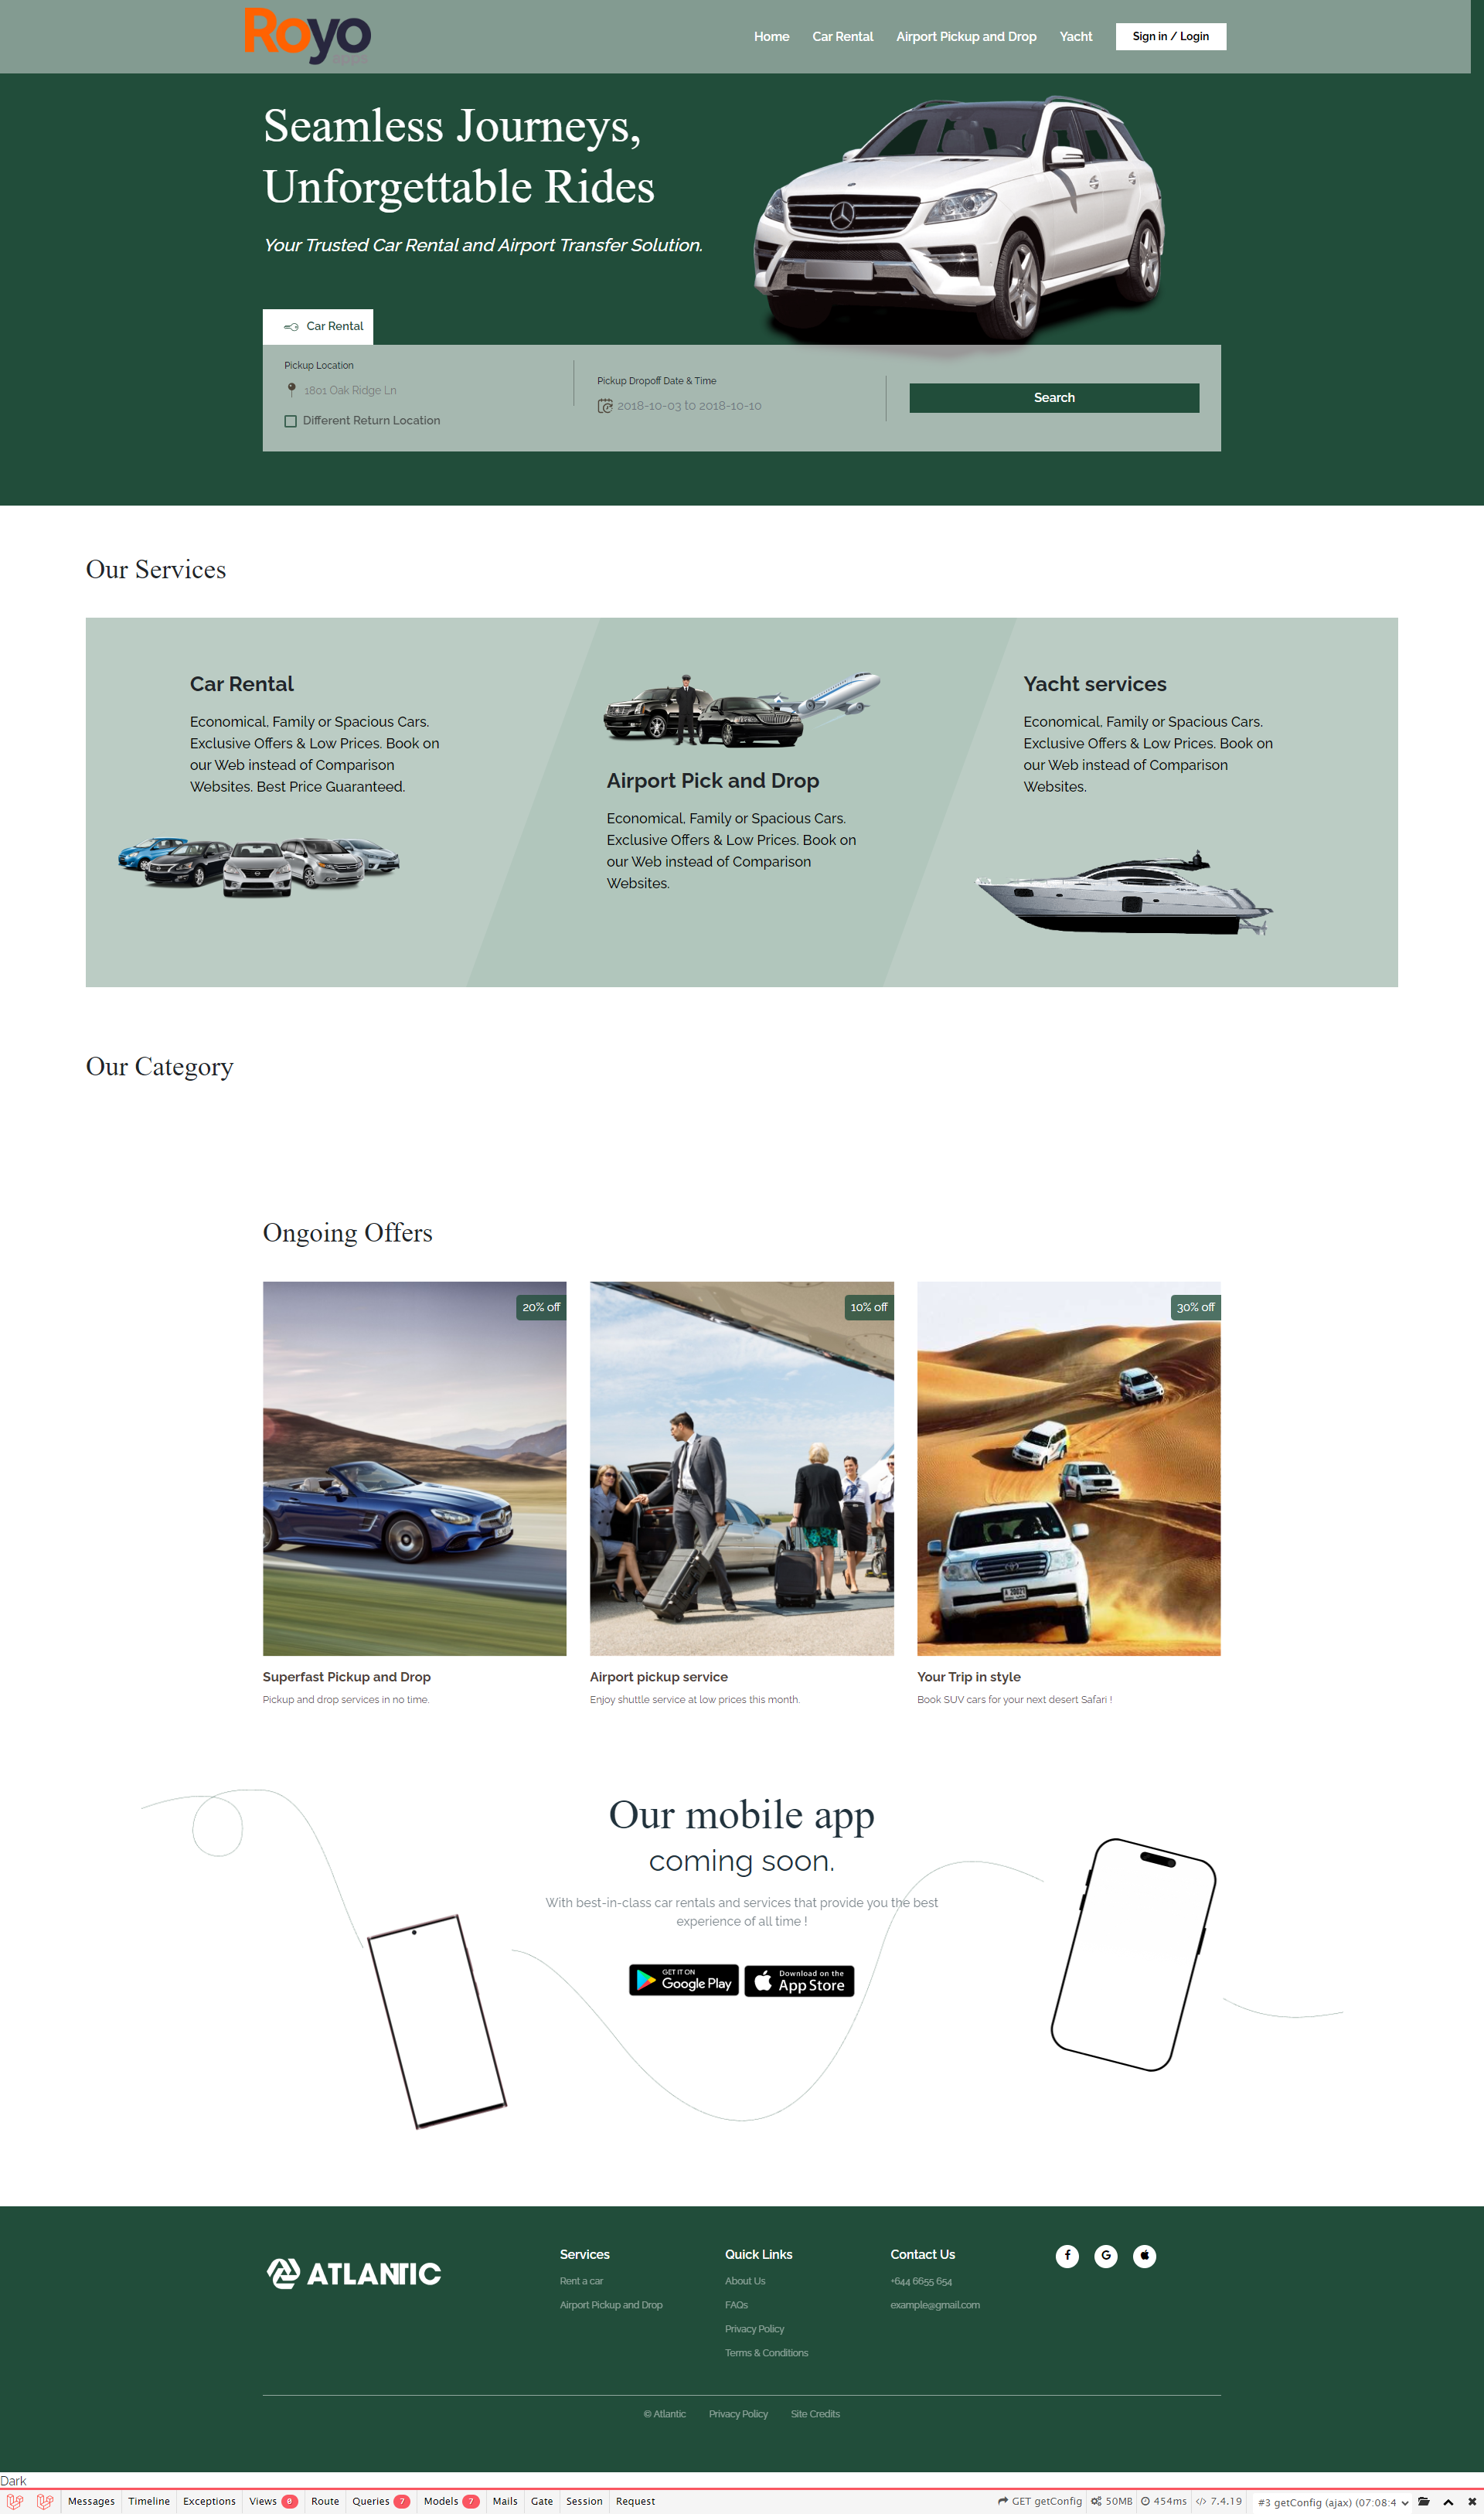 Royo
apps
Home Car Rental Airport Pickup and Drop Yacht Sign in / Login
Seamless Journeys,
Unforgettable Rides
Your Trusted Car Rental and Airport Transfer Solution.
Car Rental
Pickup Location
1801 Oak Ridge Ln
Different Return Location
Pickup Dropoff Date & Time
2018-10-03 to 2018-10-10
Search
Our Services
Car Rental
Economical, Family or Spacious Cars.
Exclusive Offers & Low Prices. Book on
our Web instead of Comparison
Websites. Best Price Guaranteed.
Airport Pick and Drop
Economical, Family or Spacious Cars.
Exclusive Offers & Low Prices. Book on
our Web instead of Comparison
Websites.
Yacht services
Economical, Family or Spacious Cars.
Exclusive Offers & Low Prices. Book on
our Web instead of Comparison
Websites.
Our Category
Ongoing Offers
20% off
10% off
30% off
Superfast Pickup and Drop
Pickup and drop services in no time.
Airport pickup service
Enjoy shuttle service at low prices this month.
Your Trip in style
Book SUV cars for your next desert Safari !
Our mobile app
coming soon.
With best-in-class car rentals and services that provide you the best
experience of all time !
GET IT ON
Google Play
Download on the
App Store
ATLANTIC
Services
Rent a car
Airport Pickup and Drop
Quick Links
About Us
FAQs
Privacy Policy
Terms & Conditions
Contact Us
+644 6655 654
example@gmail.com
© Atlantic Privacy Policy Site Credits
Dark
Messages Timeline Exceptions Views 0 Route Queries 7 Models 7 Mails Gate Session Request GET getConfig 50MB 454ms 7.4.19 #3 getConfig (ajax) (07:08:4